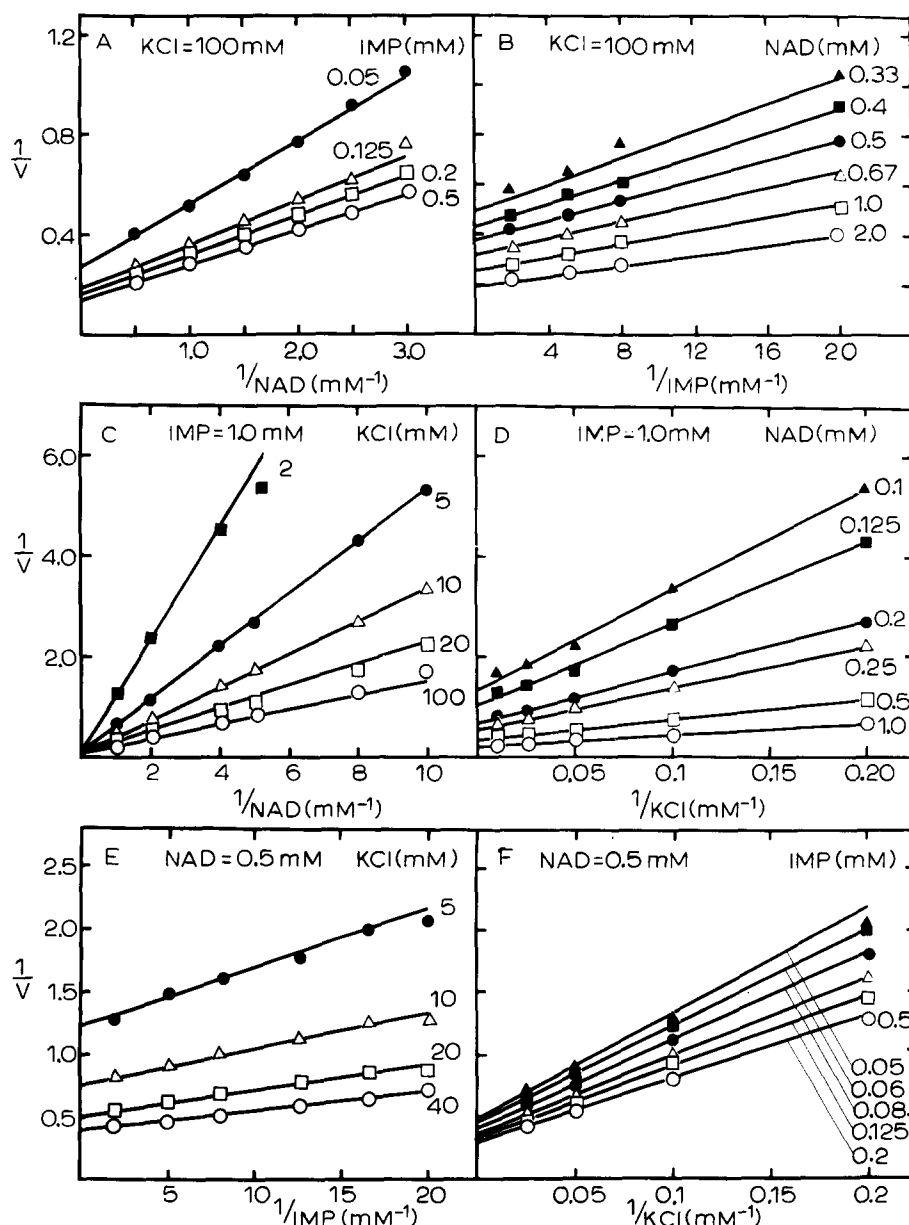 A KCl=100mM IMP(mM)
1.2
0.8
0.4
1/V
0.05
0.125
0.2
0.5
1.0 2.0 3.0
1/NAD(mM⁻¹)
B KCl=100mM NAD(mM)
0.33
0.4
0.5
0.67
1.0
2.0
4 8 12 16 20 24
1/IMP(mM⁻¹)
C IMP=1.0mM KCl(mM)
6.0
4.0
2.0
1/V
2
5
10
20
100
2 4 6 8 10
1/NAD(mM⁻¹)
D IMP=1.0mM NAD(mM)
0.1
0.125
0.2
0.25
0.5
1.0
0.05 0.1 0.15 0.20
1/KCl(mM⁻¹)
E NAD=0.5mM KCl(mM)
2.5
2.0
1.5
1.0
0.5
1/V
5
10
20
40
5 10 15 20
1/IMP(mM⁻¹)
F NAD=0.5mM IMP(mM)
0.5
0.05
0.06
0.08
0.125
0.2
0.05 0.1 0.15 0.2
1/KCl(mM⁻¹)